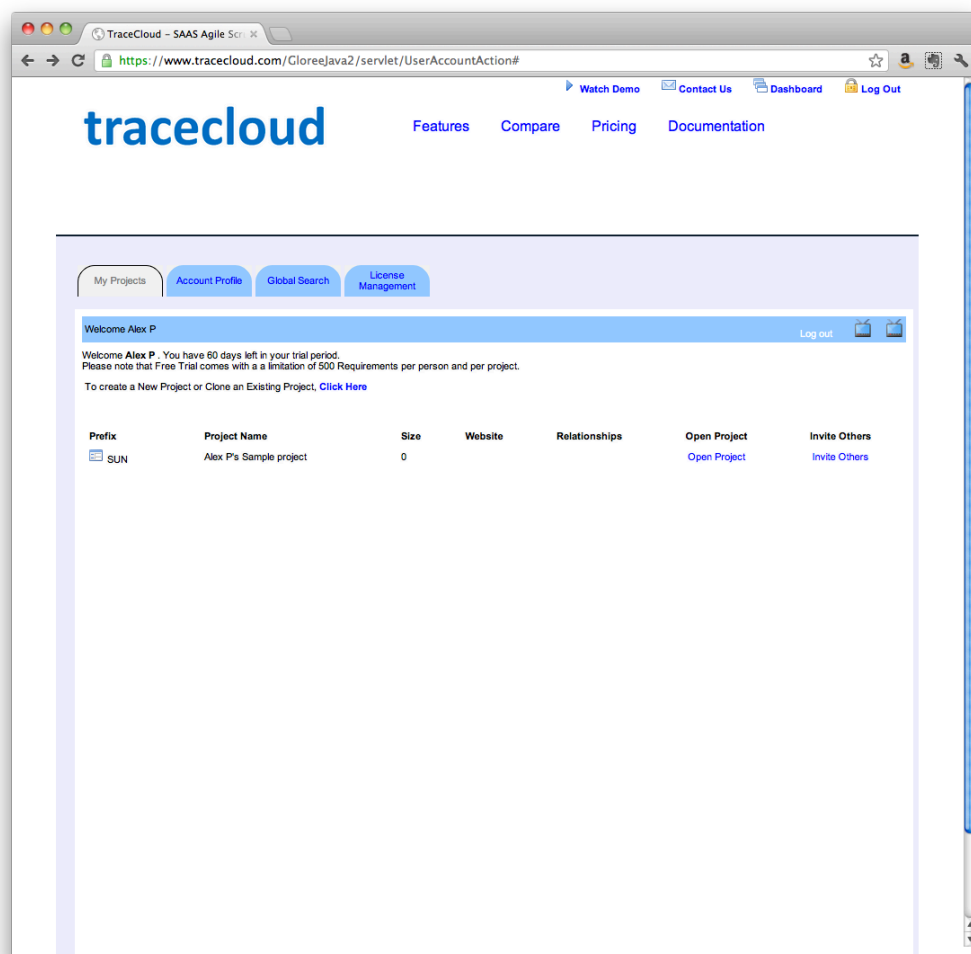 TraceCloud – SAAS Agile Scr
https://www.tracecloud.com/GloreeJava2/servlet/UserAccountAction#
Watch Demo Contact Us Dashboard Log Out
tracecloud Features Compare Pricing Documentation
My Projects Account Profile Global Search License Management
Welcome Alex P Log out
Welcome Alex P . You have 60 days left in your trial period.
Please note that Free Trial comes with a a limitation of 500 Requirements per person and per project.
To create a New Project or Clone an Existing Project, Click Here
Prefix Project Name Size Website Relationships Open Project Invite Others
SUN Alex P's Sample project 0 Open Project Invite Others